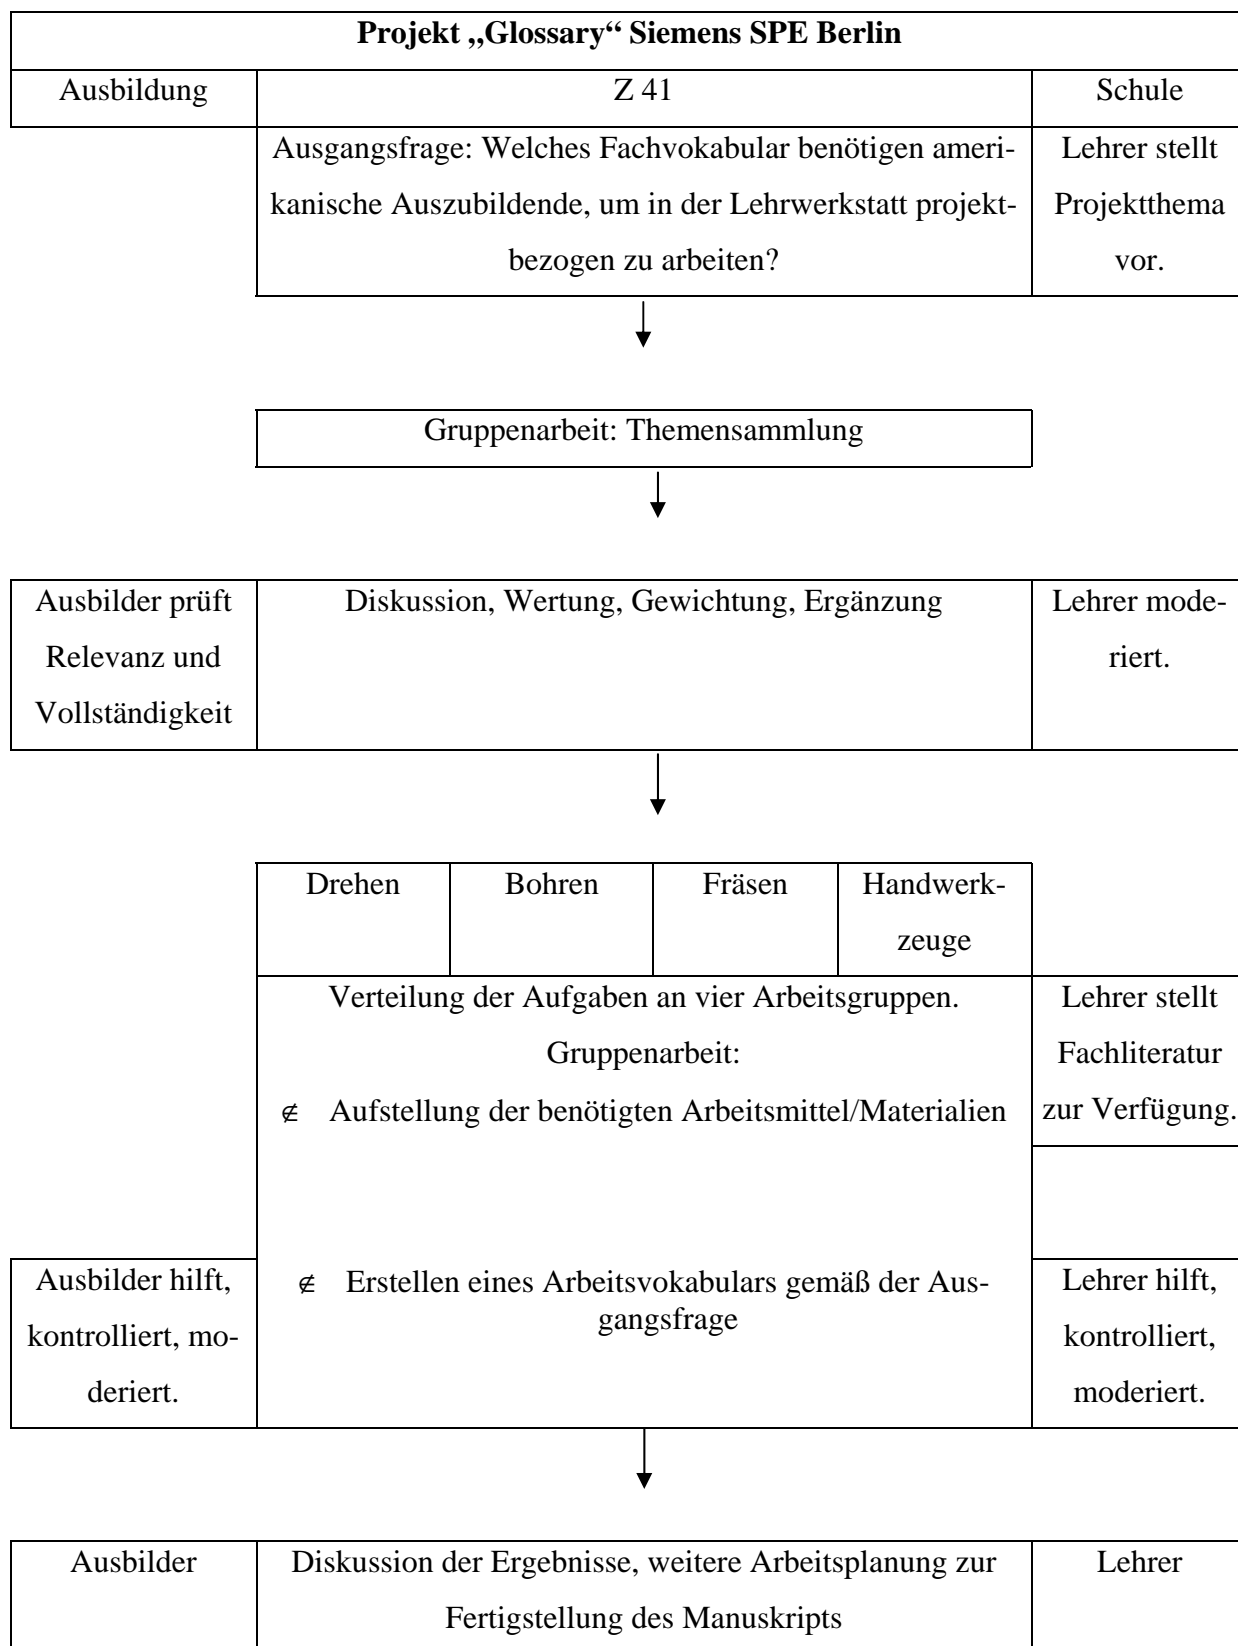 Projekt „Glossary“ Siemens SPE Berlin
Ausbildung
Z 41
Schule
Ausgangsfrage: Welches Fachvokabular benötigen ameri-
kanische Auszubildende, um in der Lehrwerkstatt projekt-
bezogen zu arbeiten?
Lehrer stellt
Projektthema
vor.
Gruppenarbeit: Themensammlung
Ausbilder prüft
Relevanz und
Vollständigkeit
Diskussion, Wertung, Gewichtung, Ergänzung
Lehrer mode-
riert.
Drehen
Bohren
Fräsen
Handwerk-
zeuge
Verteilung der Aufgaben an vier Arbeitsgruppen.
Gruppenarbeit:
∉ Aufstellung der benötigten Arbeitsmittel/Materialien
Lehrer stellt
Fachliteratur
zur Verfügung.
Ausbilder hilft,
kontrolliert, mo-
deriert.
∉ Erstellen eines Arbeitsvokabulars gemäß der Aus-
gangsfrage
Lehrer hilft,
kontrolliert,
moderiert.
Ausbilder
Diskussion der Ergebnisse, weitere Arbeitsplanung zur
Fertigstellung des Manuskripts
Lehrer